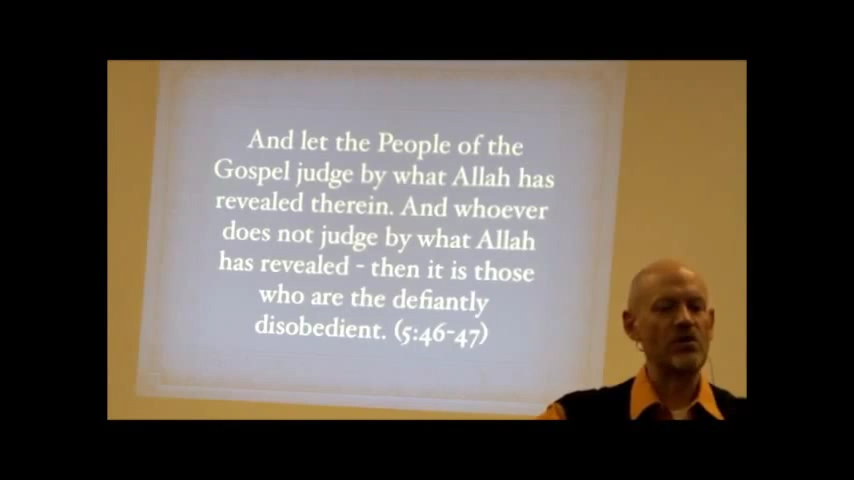 And let the People of the
Gospel judge by what Allah has
revealed therein. And whoever
does not judge by what Allah
has revealed - then it is those
who are the defiantly
disobedient. (5:46-47)